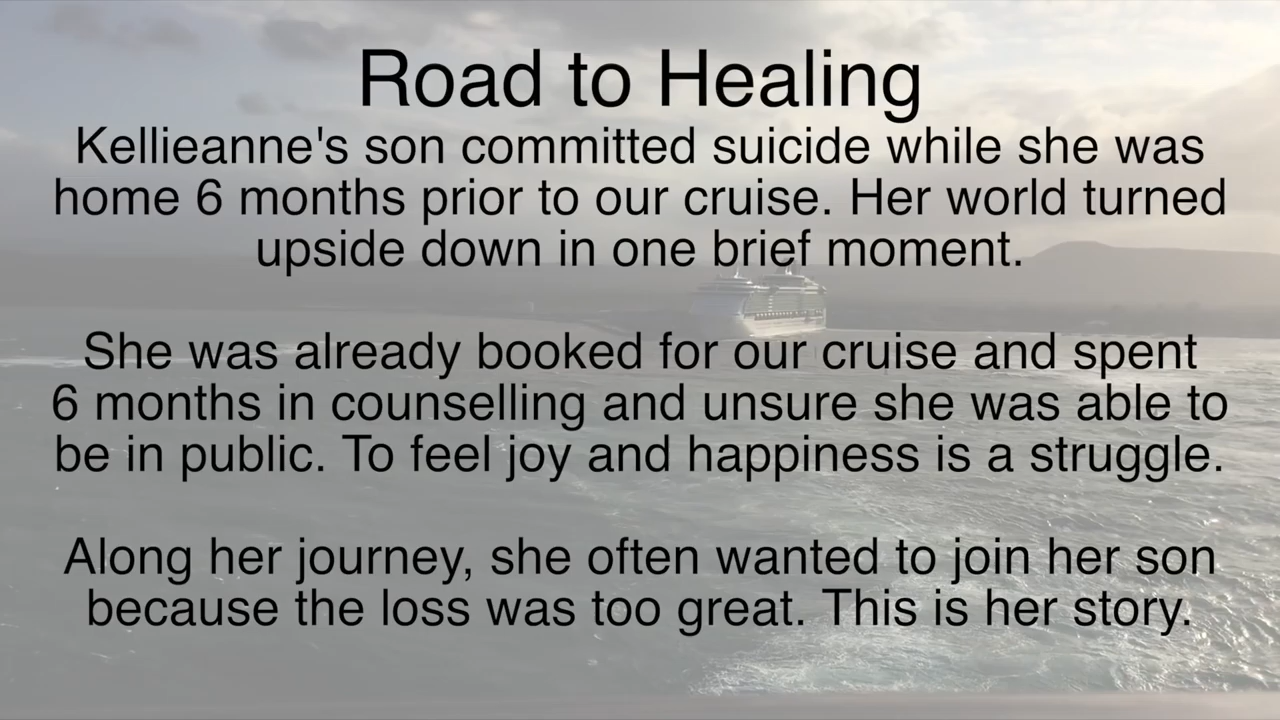 Road to Healing
Kellieanne's son committed suicide while she was
home 6 months prior to our cruise. Her world turned
upside down in one brief moment.
She was already booked for our cruise and spent
6 months in counselling and unsure she was able to
be in public. To feel joy and happiness is a struggle.
Along her journey, she often wanted to join her son
because the loss was too great. This is her story.